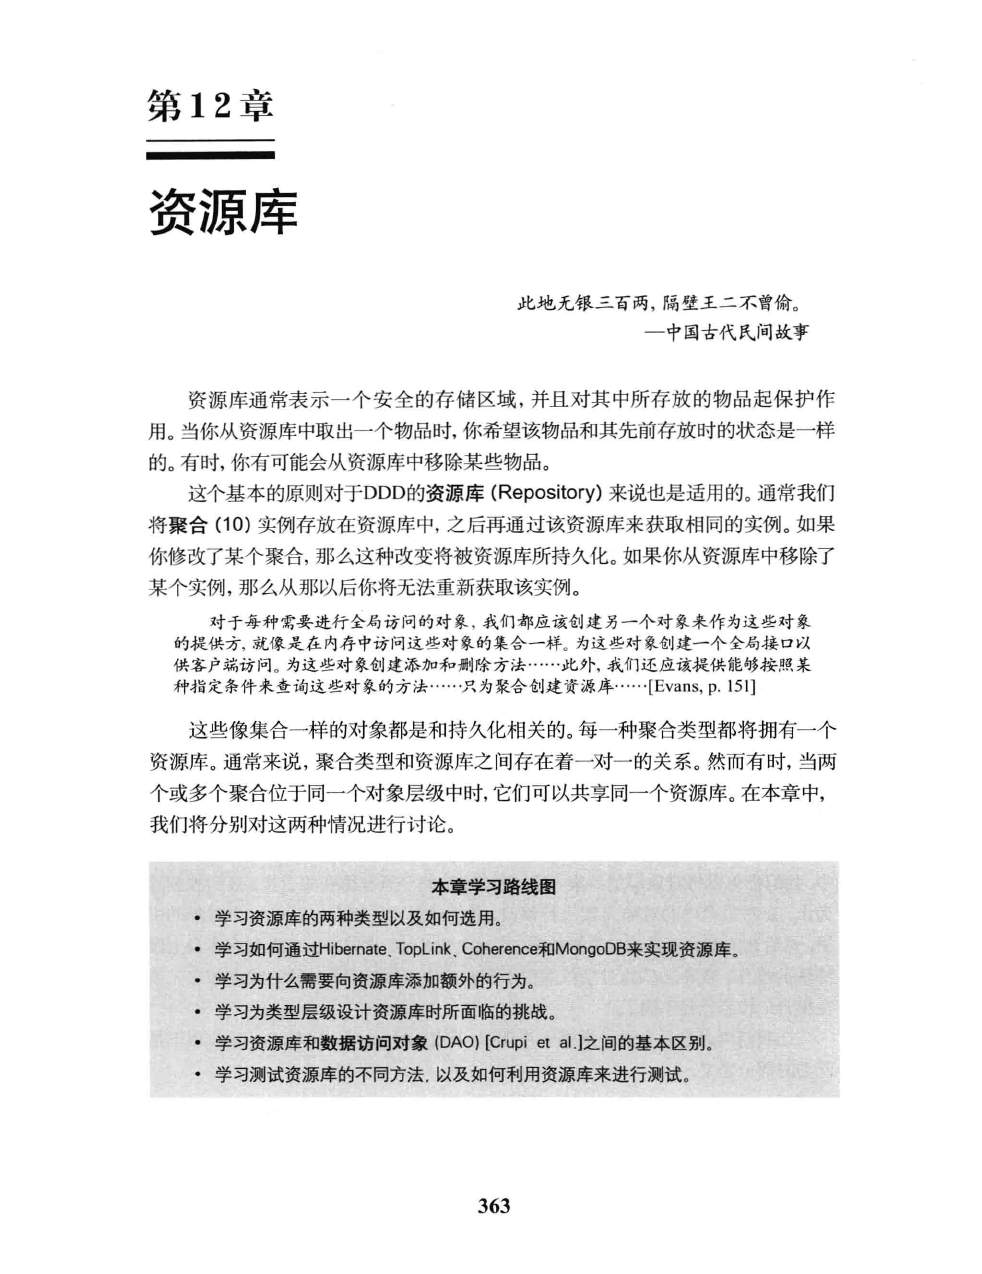 第12章
资源库
此地无银三百两，隔壁王二不曾偷。
—中国古代民间故事
资源库通常表示一个安全的存储区域，并且对其中所存放的物品起保护作
用。当你从资源库中取出一个物品时，你希望该物品和其先前存放时的状态是一样
的。有时，你有可能会从资源库中移除某些物品。
这个基本的原则对于DDD的资源库（Repository）来说也是适用的。通常我们
将聚合（10）实例存放在资源库中，之后再通过该资源库来获取相同的实例。如果
你修改了某个聚合，那么这种改变将被资源库所持久化。如果你从资源库中移除了
某个实例，那么从那以后你将无法重新获取该实例。
对于每种需要进行全局访问的对象，我们都应该创建另一个对象来作为这些对象
的提供方，就像是在内存中访问这些对象的集合一样。为这些对象创建一个全局接口以
供客户端访问。为这些对象创建添加和删除方法……此外，我们还应该提供能够按照某
种指定条件来查询这些对象的方法……只为聚合创建资源库……[Evans, p. 151]
这些像集合一样的对象都是和持久化相关的。每一种聚合类型都将拥有一个
资源库。通常来说，聚合类型和资源库之间存在着一对一的关系。然而有时，当两
个或多个聚合位于同一个对象层级中时，它们可以共享同一个资源库。在本章中，
我们将分别对这两种情况进行讨论。
本章学习路线图
• 学习资源库的两种类型以及如何选用。
• 学习如何通过Hibernate、TopLink、Coherence和MongoDB来实现资源库。
• 学习为什么需要向资源库添加额外的行为。
• 学习为类型层级设计资源库时所面临的挑战。
• 学习资源库和数据访问对象（DAO）[Crupi et al.]之间的基本区别。
• 学习测试资源库的不同方法，以及如何利用资源库来进行测试。
363